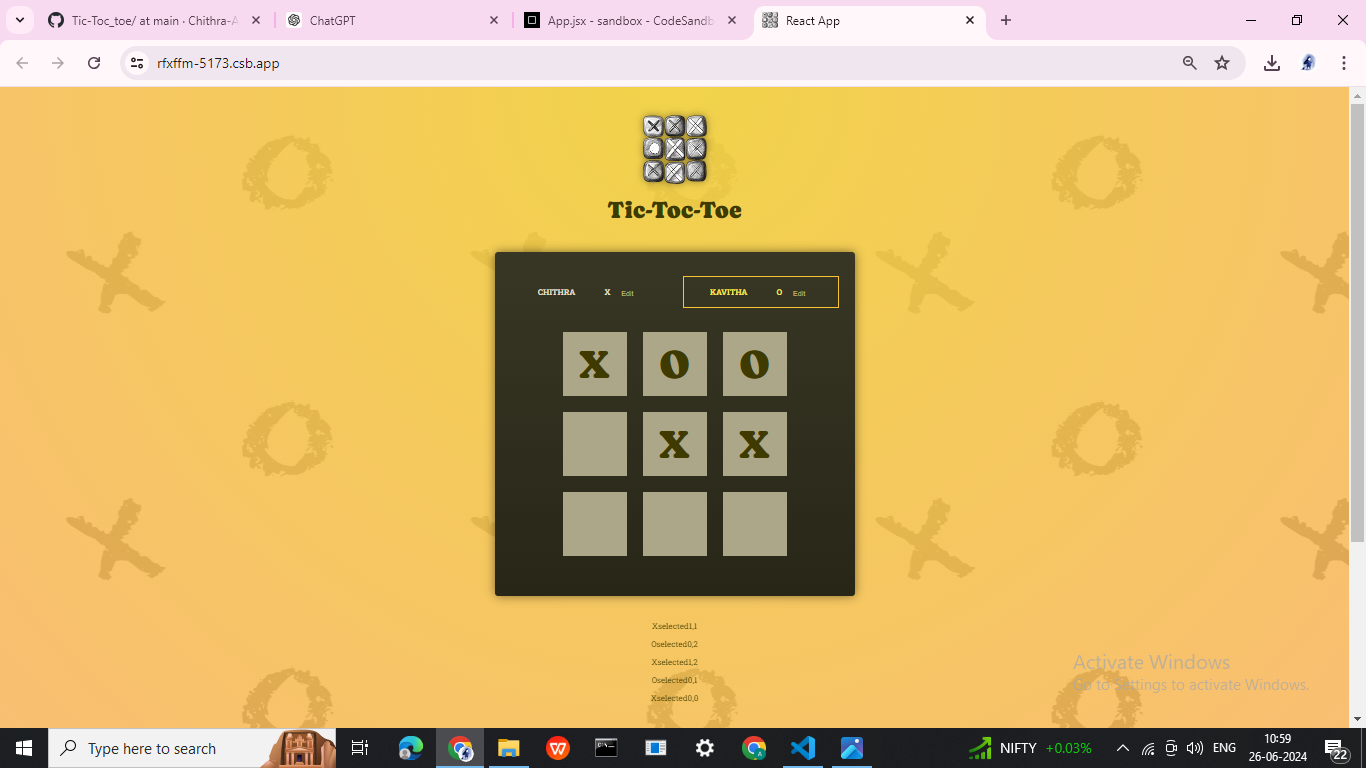 Tic-Toc_toe/ at main · Chithra-A
ChatGPT
App.jsx - sandbox - CodeSandb
React App
rfxffm-5173.csb.app
Tic-Toc-Toe
CHITHRA X Edit
KAVITHA O Edit
X O O
X X
Xselected1,1
Oselected0,2
Xselected1,2
Oselected0,1
Xselected0,0
Activate Windows
Go to Settings to activate Windows.
Type here to search
NIFTY +0.03%
ENG
10:59
26-06-2024
22